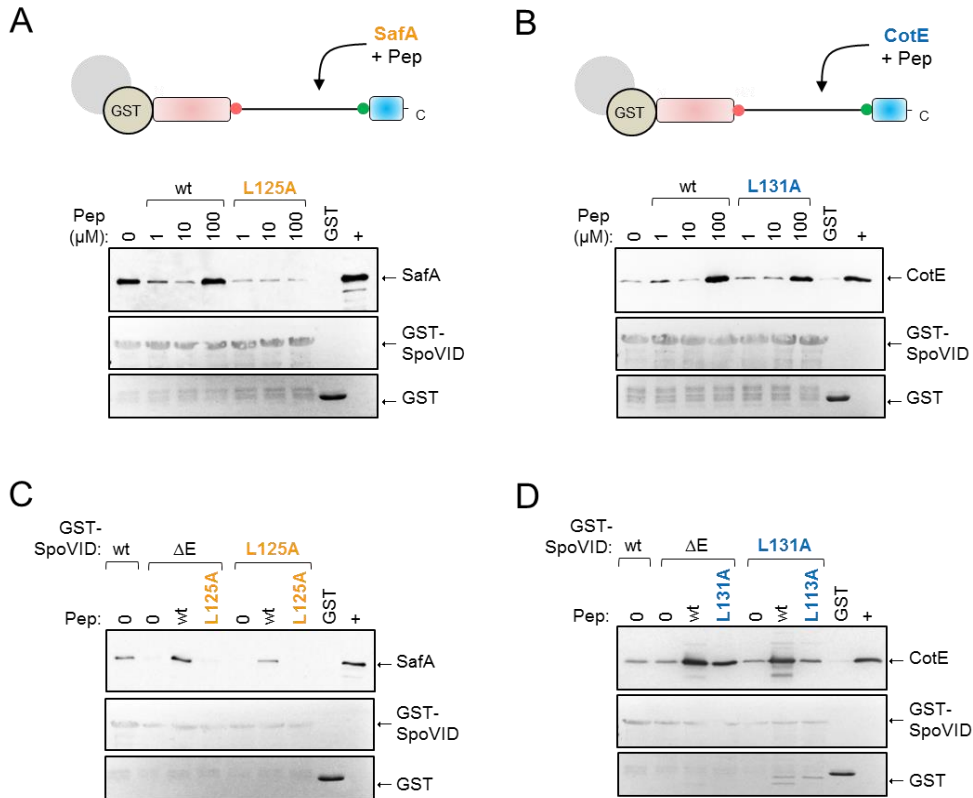 A
SafA
+ Pep
GST
C
wt
L125A
Pep
(µM):
0
1
10
100
1
10
100
GST
+
← SafA
← GST-
SpoVID
← GST
B
CotE
+ Pep
GST
C
wt
L131A
Pep
(µM):
0
1
10
100
1
10
100
GST
+
← CotE
← GST-
SpoVID
← GST
C
GST-
SpoVID:
wt
ΔE
L125A
Pep:
0
0
wt
L125A
0
wt
L125A
GST
+
← SafA
← GST-
SpoVID
← GST
D
GST-
SpoVID:
wt
ΔE
L131A
Pep:
0
0
wt
L131A
0
wt
L113A
GST
+
← CotE
← GST-
SpoVID
← GST